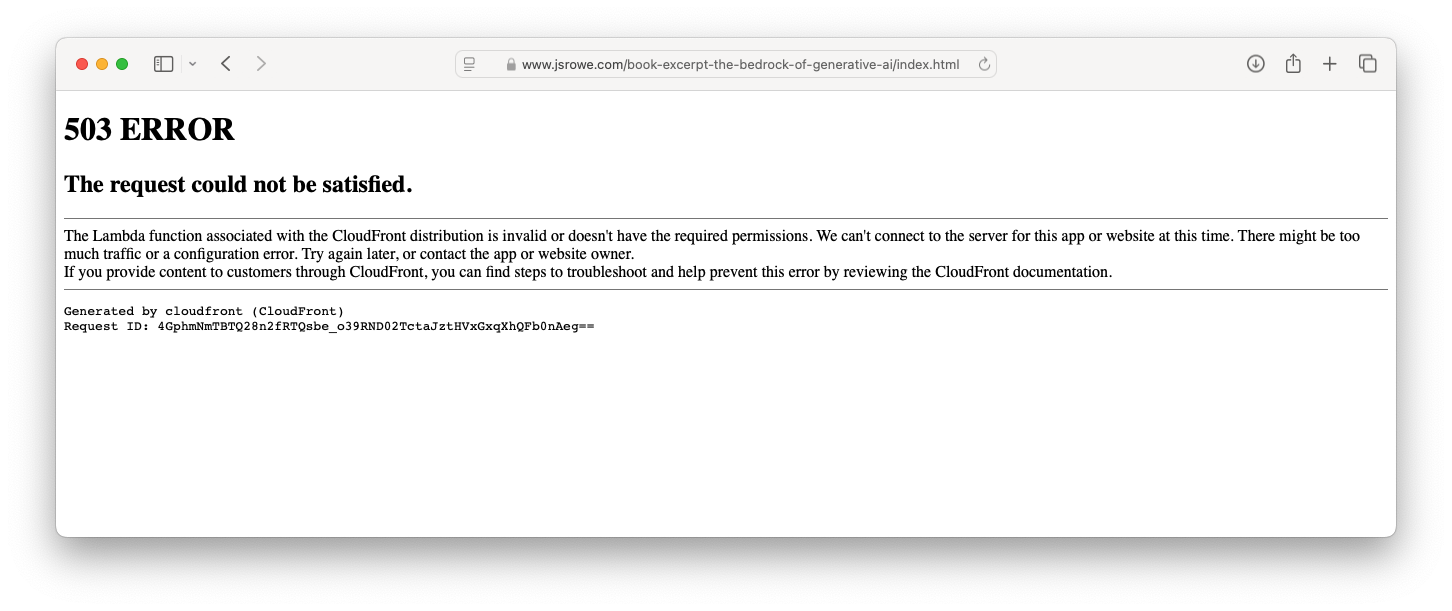 www.jsrowe.com/book-excerpt-the-bedrock-of-generative-ai/index.html
503 ERROR
The request could not be satisfied.
The Lambda function associated with the CloudFront distribution is invalid or doesn't have the required permissions. We can't connect to the server for this app or website at this time. There might be too
much traffic or a configuration error. Try again later, or contact the app or website owner.
If you provide content to customers through CloudFront, you can find steps to troubleshoot and help prevent this error by reviewing the CloudFront documentation.
Generated by cloudfront (CloudFront)
Request ID: 4GphmNmTBTQ28n2fRTQsbe_o39RND02TctaJztHVxGxqXhQFb0nAeg==